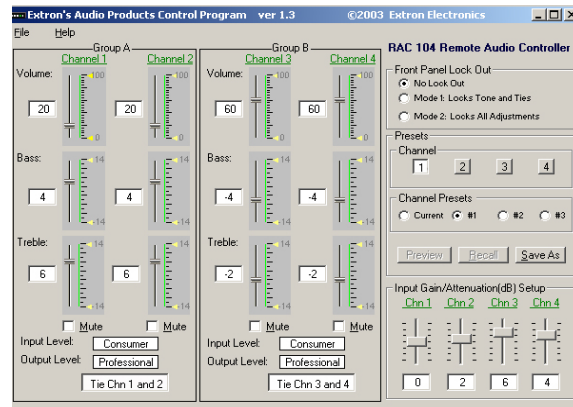 Extron's Audio Products Control Program ver 1.3 ©2003 Extron Electronics
File Help
Group A
Channel 1 Channel 2
Volume:
100 100
20 20
0 0
Bass:
14 14
4 4
-14 -14
Treble:
14 14
6 6
-14 -14
Mute Mute
Input Level: Consumer
Output Level: Professional
Tie Chn 1 and 2
Group B
Channel 3 Channel 4
Volume:
100 100
60 60
0 0
Bass:
14 14
-4 -4
-14 -14
Treble:
14 14
-2 -2
-14 -14
Mute Mute
Input Level: Consumer
Output Level: Professional
Tie Chn 3 and 4
RAC 104 Remote Audio Controller
Front Panel Lock Out
No Lock Out
Mode 1: Locks Tone and Ties
Mode 2: Locks All Adjustments
Presets
Channel
1 2 3 4
Channel Presets
Current #1 #2 #3
Preview Recall Save As
Input Gain/Attenuation(dB) Setup
Chn 1 Chn 2 Chn 3 Chn 4
0 2 6 4